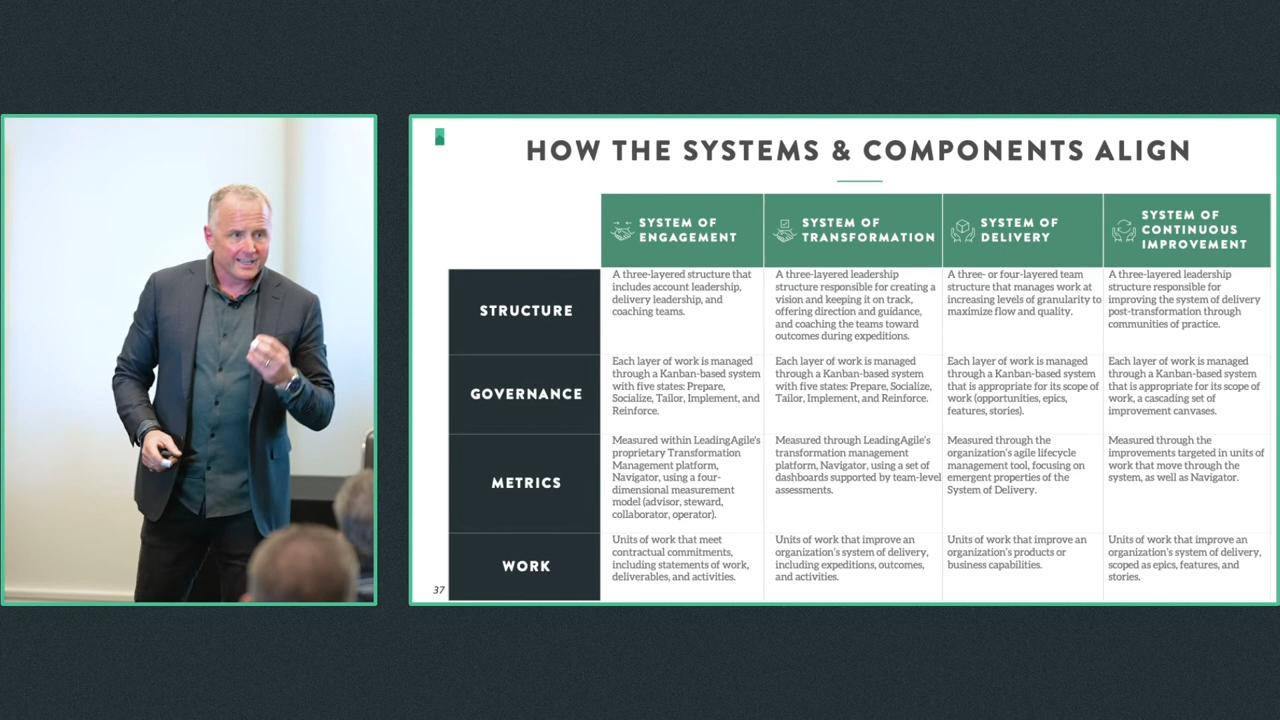 HOW THE SYSTEMS & COMPONENTS ALIGN
SYSTEM OF
ENGAGEMENT
SYSTEM OF
TRANSFORMATION
SYSTEM OF
DELIVERY
SYSTEM OF
CONTINUOUS
IMPROVEMENT
STRUCTURE
A three-layered structure that
includes account leadership,
delivery leadership, and
coaching teams.
A three-layered leadership
structure responsible for creating a
vision and keeping it on track,
offering direction and guidance,
and coaching the teams toward
outcomes during expeditions.
A three- or four-layered team
structure that manages work at
increasing levels of granularity to
maximize flow and quality.
A three-layered leadership
structure responsible for
improving the system of delivery
post-transformation through
communities of practice.
GOVERNANCE
Each layer of work is managed
through a Kanban-based system
with five states: Prepare,
Socialize, Tailor, Implement, and
Reinforce.
Each layer of work is managed
through a Kanban-based system
with five states: Prepare, Socialize,
Tailor, Implement, and Reinforce.
Each layer of work is managed
through a Kanban-based system
that is appropriate for its scope of
work (opportunities, epics,
features, stories).
Each layer of work is managed
through a Kanban-based system
that is appropriate for its scope of
work, a cascading set of
improvement canvases.
METRICS
Measured within LeadingAgile's
proprietary Transformation
Management platform,
Navigator, using a four-
dimensional measurement
model (advisor, steward,
collaborator, operator).
Measured through LeadingAgile's
transformation management
platform, Navigator, using a set of
dashboards supported by team-level
assessments.
Measured through the
organization's agile lifecycle
management tool, focusing on
emergent properties of the
System of Delivery.
Measured through the
improvements targeted in units of
work that move through the
system, as well as Navigator.
WORK
Units of work that meet
contractual commitments,
including statements of work,
deliverables, and activities.
Units of work that improve an
organization's system of delivery,
including expeditions, outcomes,
and activities.
Units of work that improve an
organization's products or
business capabilities.
Units of work that improve an
organization's system of delivery,
scoped as epics, features, and
stories.
37